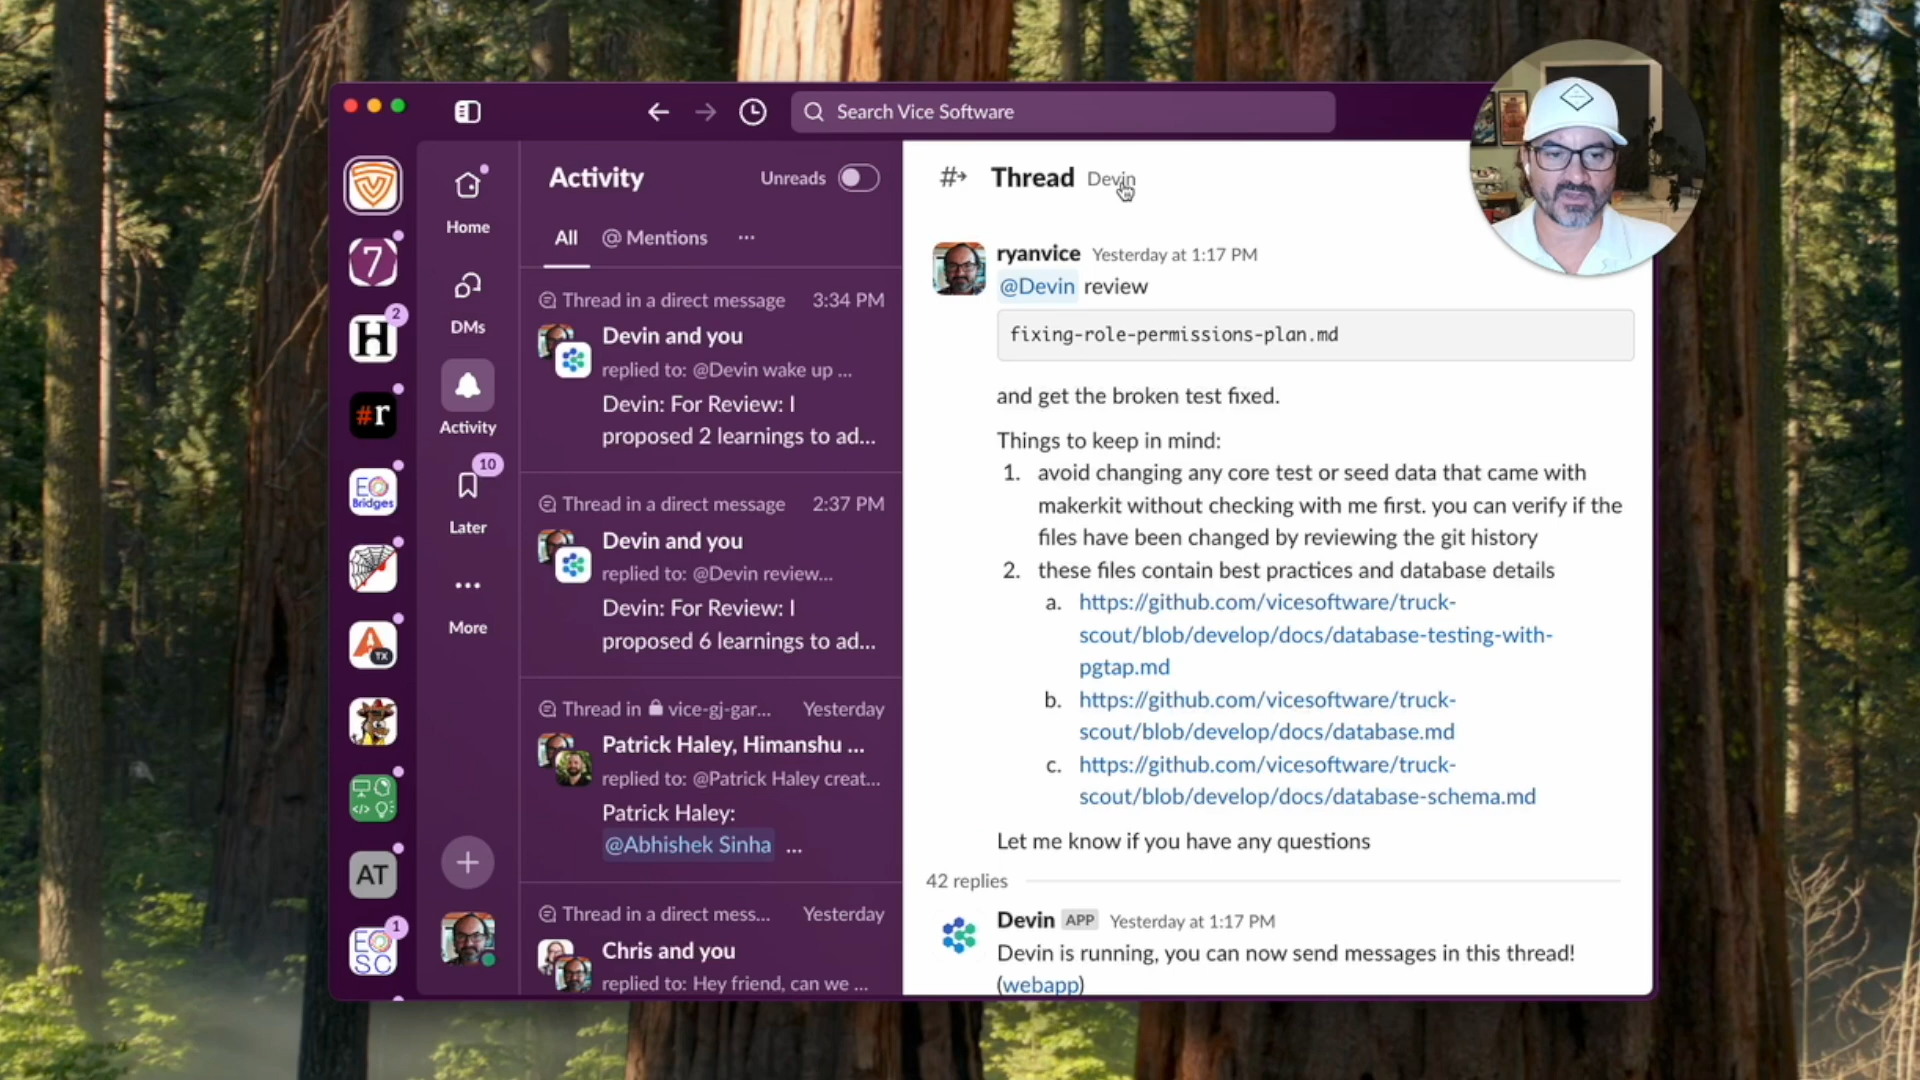 Search Vice Software
7
H
2
#r
EO
Bridges
TX
AT
EO
SC
1
Home
DMs
Activity
10
Later
More
Activity
Unreads
All
@ Mentions
Thread in a direct message 3:34 PM
Devin and you
replied to: @Devin wake up ...
Devin: For Review: I
proposed 2 learnings to ad...
Thread in a direct message 2:37 PM
Devin and you
replied to: @Devin review...
Devin: For Review: I
proposed 6 learnings to ad...
Thread in vice-gj-gar... Yesterday
Patrick Haley, Himanshu ...
replied to: @Patrick Haley creat...
Patrick Haley:
@Abhishek Sinha ...
Thread in a direct mess... Yesterday
Chris and you
replied to: Hey friend, can we ...
Thread Devin
ryanvice Yesterday at 1:17 PM
@Devin review
fixing-role-permissions-plan.md
and get the broken test fixed.
Things to keep in mind:
1. avoid changing any core test or seed data that came with
makerkit without checking with me first. you can verify if the
files have been changed by reviewing the git history
2. these files contain best practices and database details
a. https://github.com/vicesoftware/truck-
scout/blob/develop/docs/database-testing-with-
pgtap.md
b. https://github.com/vicesoftware/truck-
scout/blob/develop/docs/database.md
c. https://github.com/vicesoftware/truck-
scout/blob/develop/docs/database-schema.md
Let me know if you have any questions
42 replies
Devin APP Yesterday at 1:17 PM
Devin is running, you can now send messages in this thread!
(webapp)